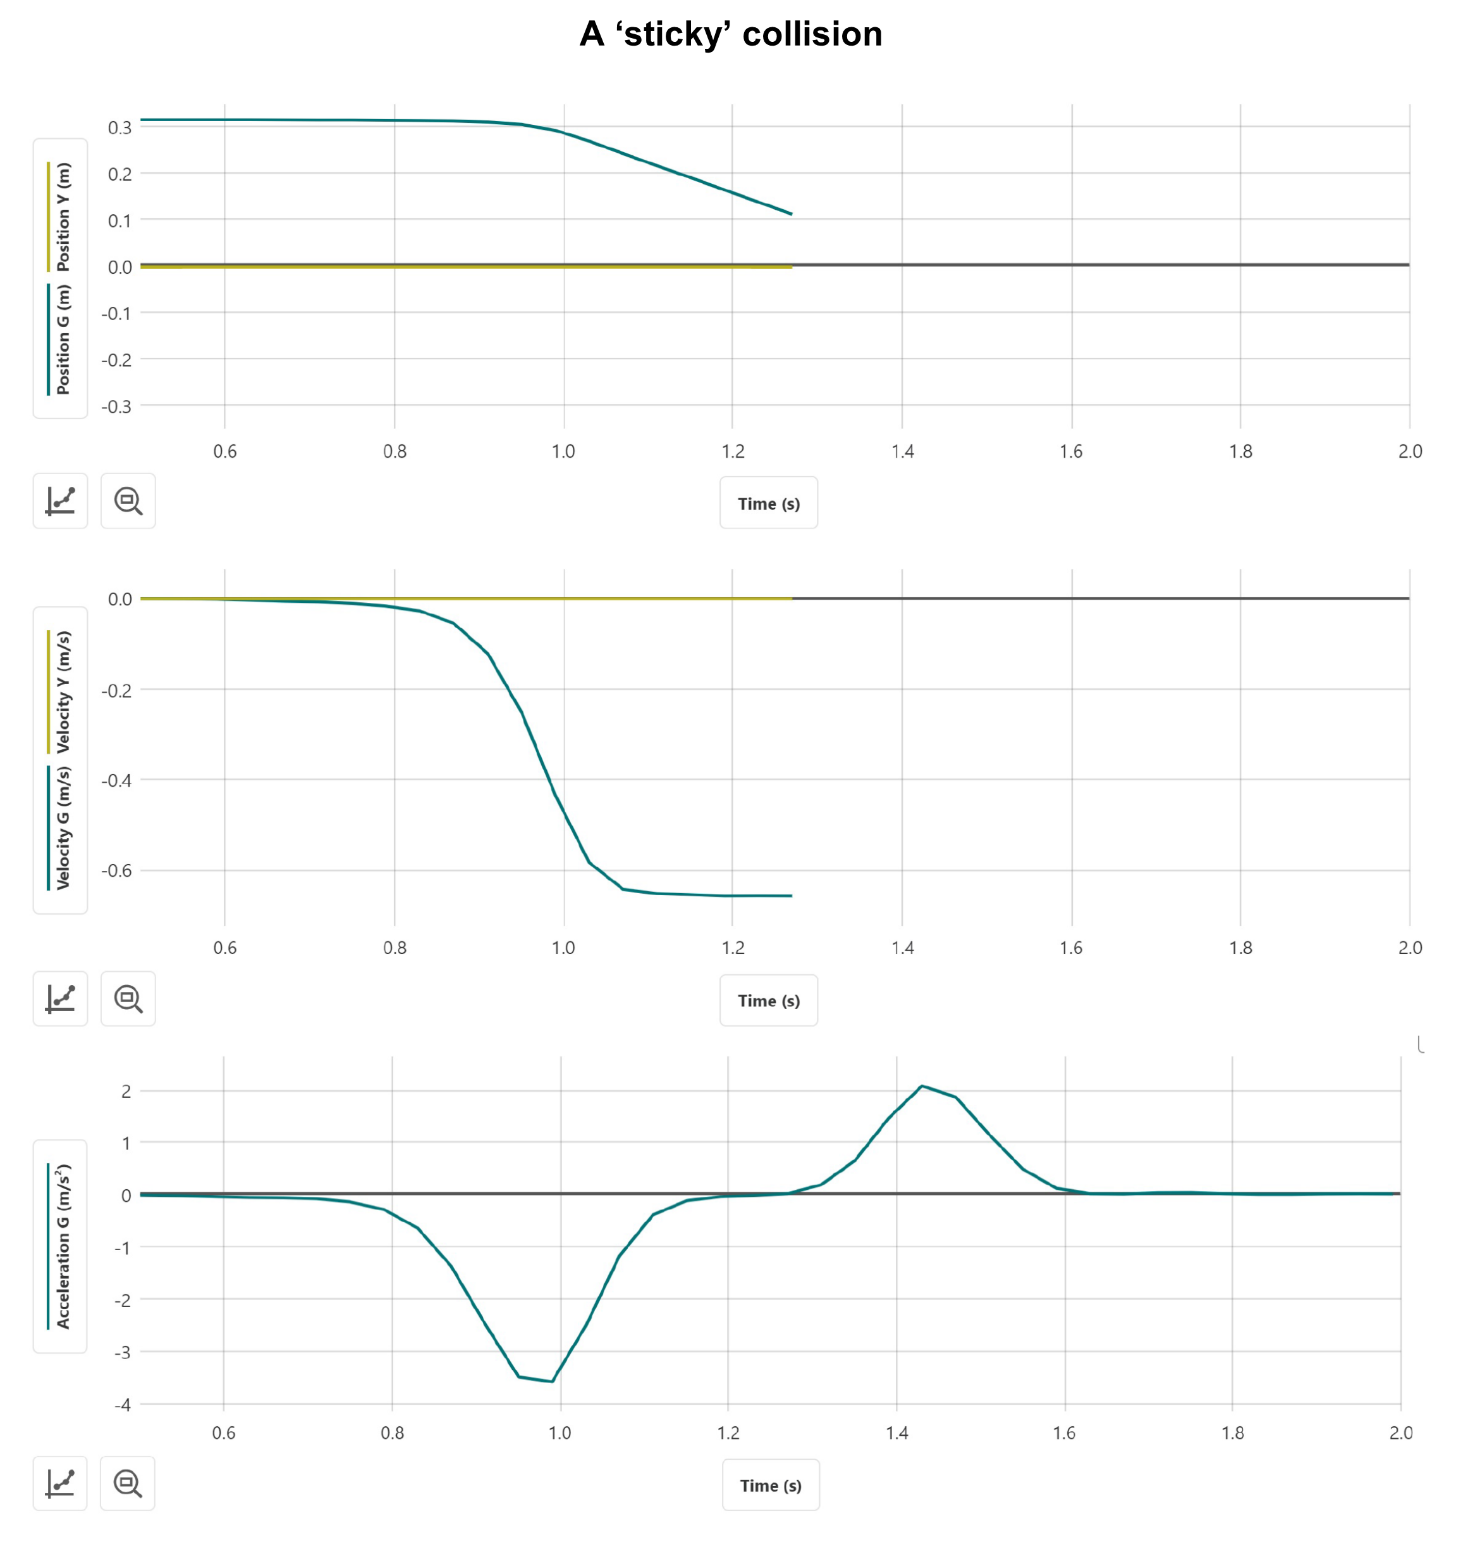 A ‘sticky’ collision
Position Y (m)
Position G (m)
0.3
0.2
0.1
0.0
-0.1
-0.2
-0.3
0.6 0.8 1.0 1.2 1.4 1.6 1.8 2.0
Time (s)
Velocity Y (m/s)
Velocity G (m/s)
0.0
-0.2
-0.4
-0.6
0.6 0.8 1.0 1.2 1.4 1.6 1.8 2.0
Time (s)
Acceleration G (m/s²)
2
1
0
-1
-2
-3
-4
0.6 0.8 1.0 1.2 1.4 1.6 1.8 2.0
Time (s)